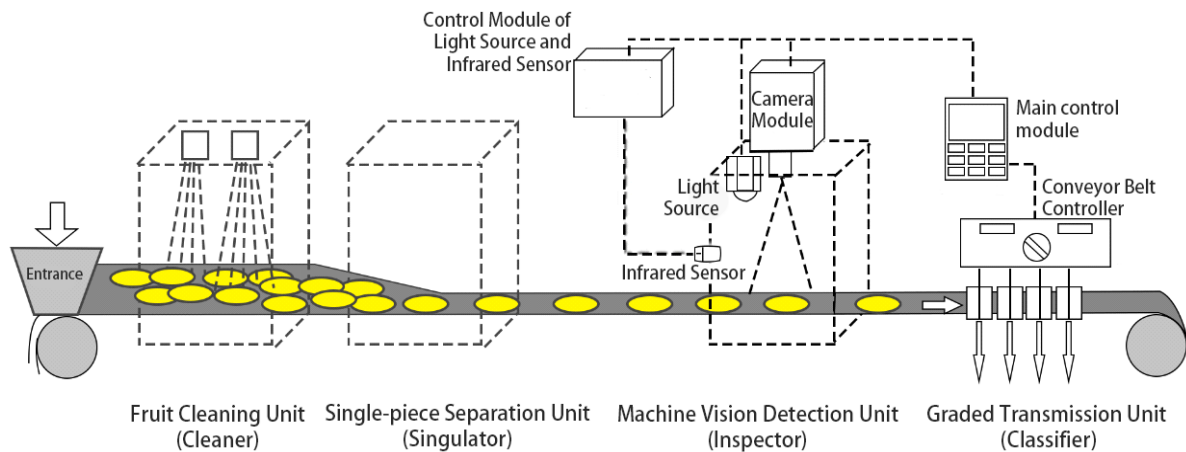 Control Module of
Light Source and
Infrared Sensor
Camera
Module
Main control
module
Light
Source
Conveyor Belt
Controller
Entrance
Infrared Sensor
Fruit Cleaning Unit
(Cleaner)
Single-piece Separation Unit
(Singulator)
Machine Vision Detection Unit
(Inspector)
Graded Transmission Unit
(Classifier)